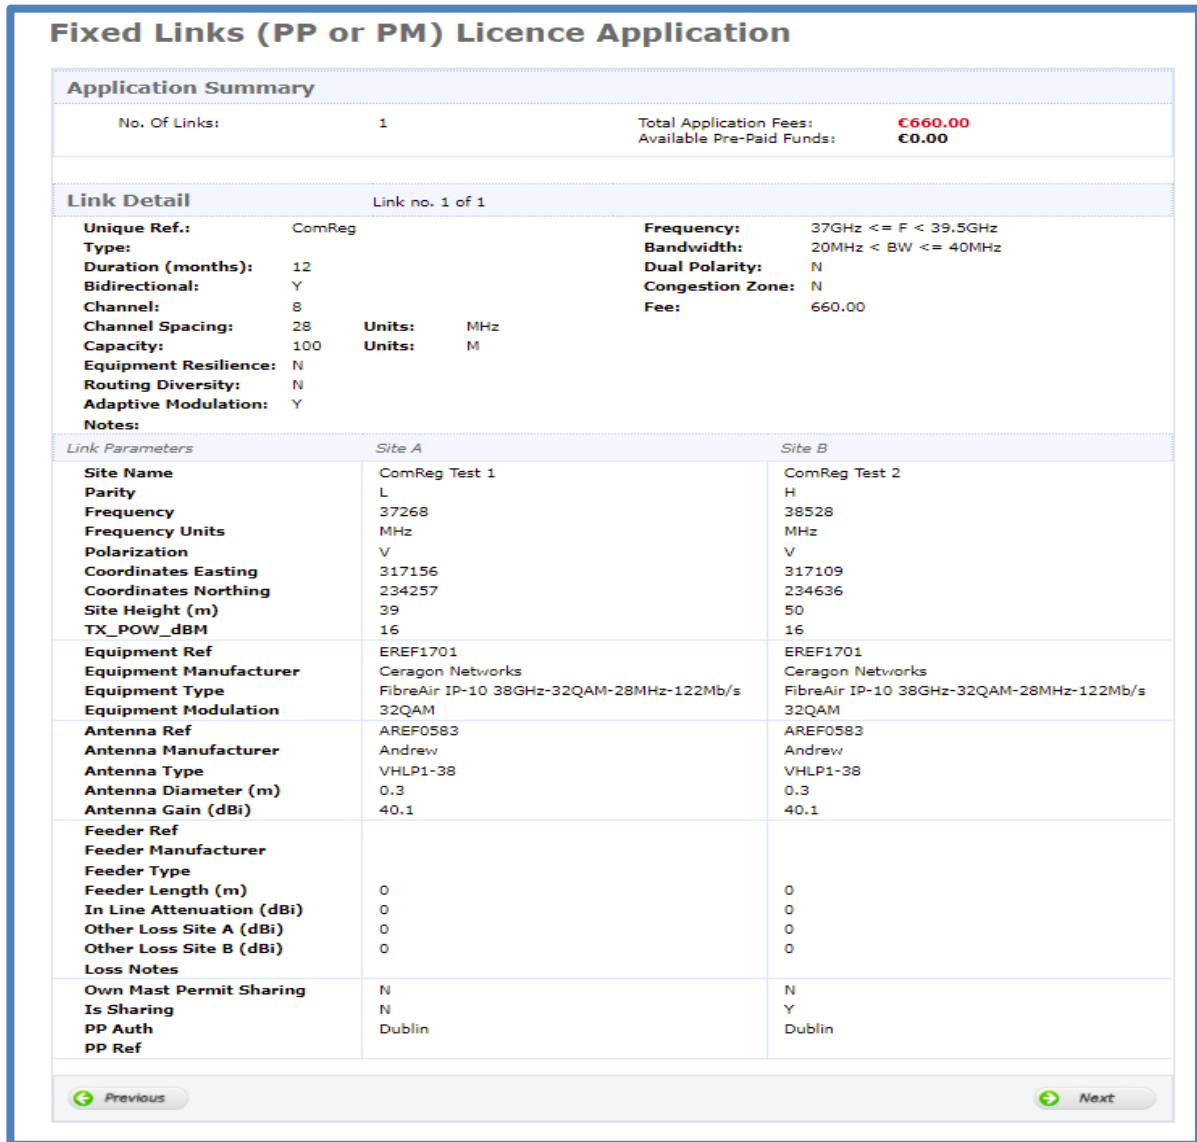 Fixed Links (PP or PM) Licence Application
Application Summary
No. Of Links: 1 Total Application Fees: €660.00
Available Pre-Paid Funds: €0.00
Link Detail Link no. 1 of 1
Unique Ref.: ComReg Frequency: 37GHz <= F < 39.5GHz
Type: Bandwidth: 20MHz < BW <= 40MHz
Duration (months): 12 Dual Polarity: N
Bidirectional: Y Congestion Zone: N
Channel: 8 Fee: 660.00
Channel Spacing: 28 Units: MHz
Capacity: 100 Units: M
Equipment Resilience: N
Routing Diversity: N
Adaptive Modulation: Y
Notes:
Link Parameters Site A Site B
Site Name ComReg Test 1 ComReg Test 2
Parity L H
Frequency 37268 38528
Frequency Units MHz MHz
Polarization V V
Coordinates Easting 317156 317109
Coordinates Northing 234257 234636
Site Height (m) 39 50
TX_POW_dBM 16 16
Equipment Ref EREF1701 EREF1701
Equipment Manufacturer Ceragon Networks Ceragon Networks
Equipment Type FibreAir IP-10 38GHz-32QAM-28MHz-122Mb/s FibreAir IP-10 38GHz-32QAM-28MHz-122Mb/s
Equipment Modulation 32QAM 32QAM
Antenna Ref AREF0583 AREF0583
Antenna Manufacturer Andrew Andrew
Antenna Type VHLP1-38 VHLP1-38
Antenna Diameter (m) 0.3 0.3
Antenna Gain (dBi) 40.1 40.1
Feeder Ref
Feeder Manufacturer
Feeder Type
Feeder Length (m) 0 0
In Line Attenuation (dBi) 0 0
Other Loss Site A (dBi) 0 0
Other Loss Site B (dBi) 0 0
Loss Notes
Own Mast Permit Sharing N N
Is Sharing N Y
PP Auth Dublin Dublin
PP Ref
Previous Next